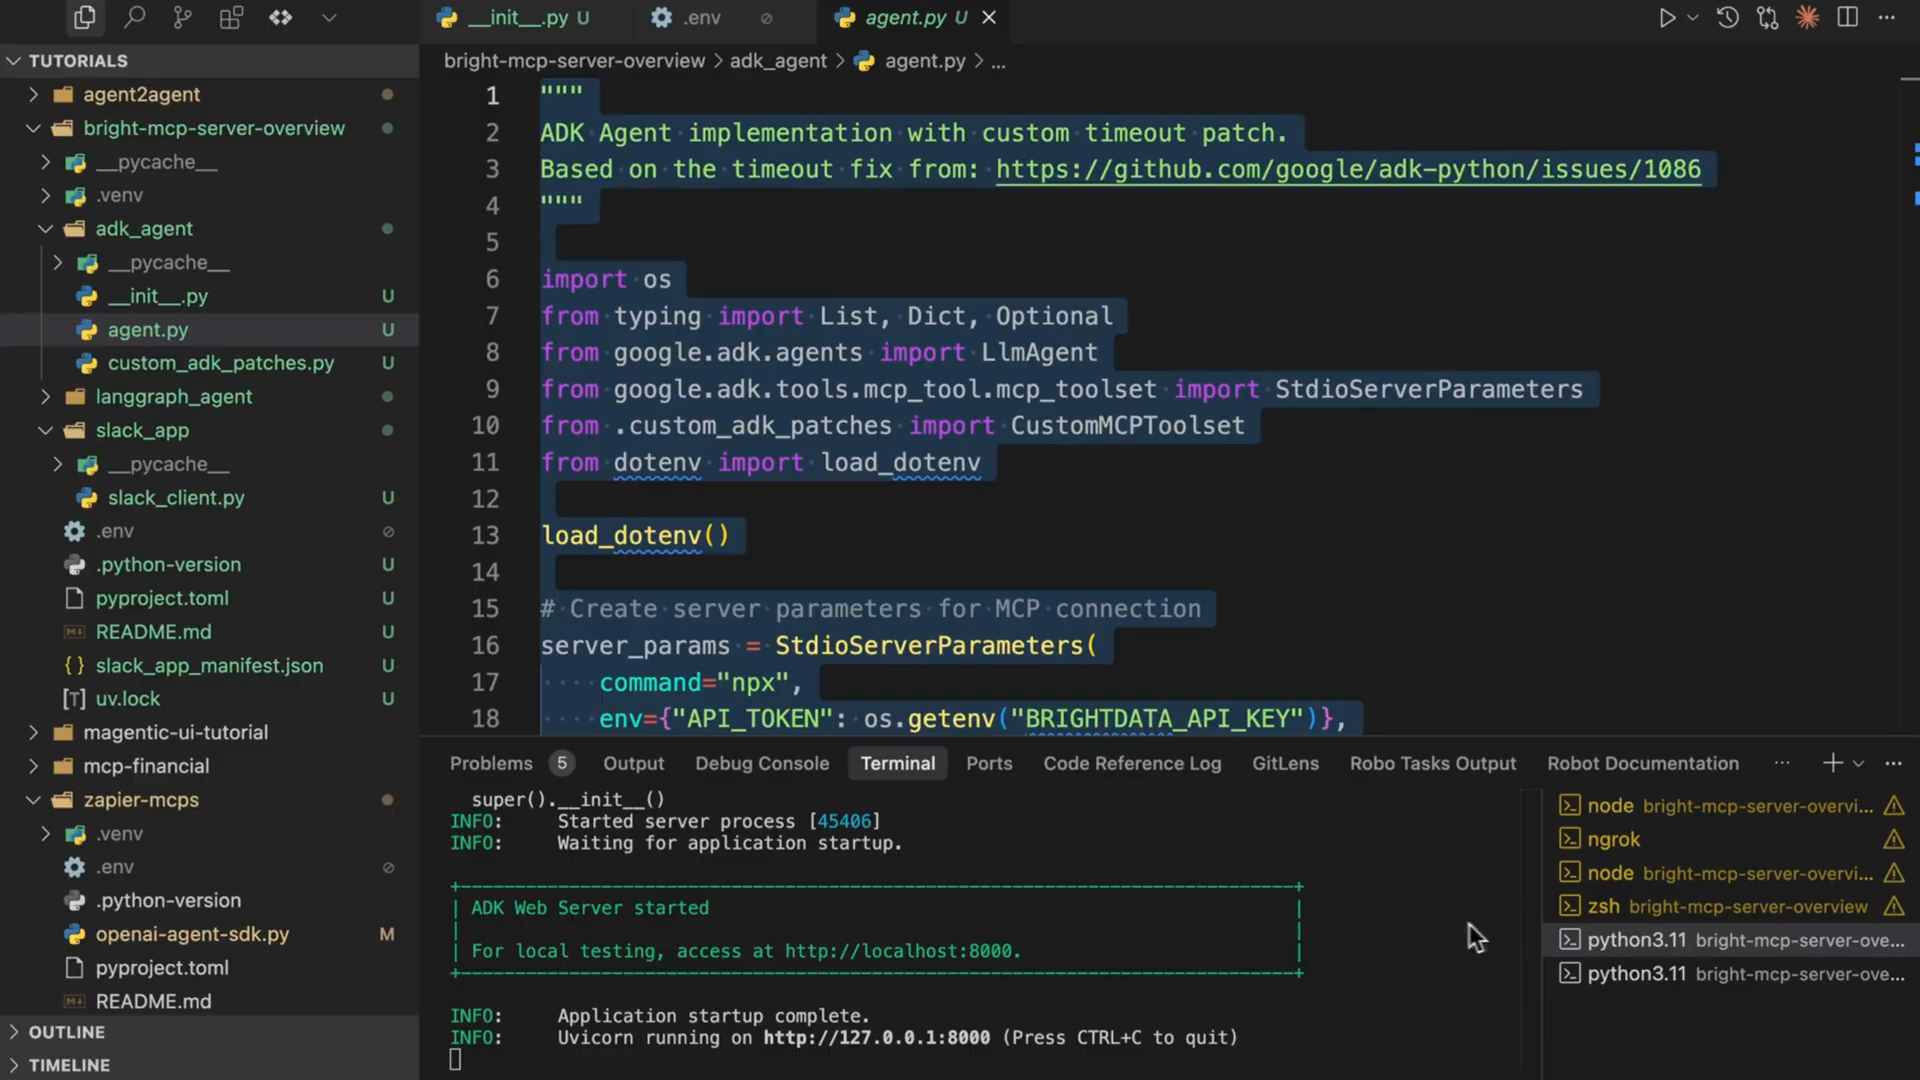 __init__.py U
.env
agent.py U
TUTORIALS
agent2agent
bright-mcp-server-overview
__pycache__
.venv
adk_agent
__pycache__
__init__.py U
agent.py U
custom_adk_patches.py U
langgraph_agent
slack_app
__pycache__
slack_client.py U
.env
.python-version U
pyproject.toml U
README.md U
slack_app_manifest.json U
uv.lock U
magentic-ui-tutorial
mcp-financial
zapier-mcps
.venv
.env
.python-version
openai-agent-sdk.py M
pyproject.toml
README.md
OUTLINE
TIMELINE
bright-mcp-server-overview > adk_agent > agent.py > ...
1 """
2 ADK Agent implementation with custom timeout patch.
3 Based on the timeout fix from: https://github.com/google/adk-python/issues/1086
4 """
5
6 import os
7 from typing import List, Dict, Optional
8 from google.adk.agents import LlmAgent
9 from google.adk.tools.mcp_tool.mcp_toolset import StdioServerParameters
10 from .custom_adk_patches import CustomMCPToolset
11 from dotenv import load_dotenv
12
13 load_dotenv()
14
15 # Create server parameters for MCP connection
16 server_params = StdioServerParameters(
17 command="npx",
18 env={"API_TOKEN": os.getenv("BRIGHTDATA_API_KEY")},
Problems 5 Output Debug Console Terminal Ports Code Reference Log GitLens Robo Tasks Output Robot Documentation ...
super().__init__()
INFO: Started server process [45406]
INFO: Waiting for application startup.
ADK Web Server started
For local testing, access at http://localhost:8000.
INFO: Application startup complete.
INFO: Uvicorn running on http://127.0.0.1:8000 (Press CTRL+C to quit)
node bright-mcp-server-overvi...
ngrok
node bright-mcp-server-overvi...
zsh bright-mcp-server-overview
python3.11 bright-mcp-server-ove...
python3.11 bright-mcp-server-ove...